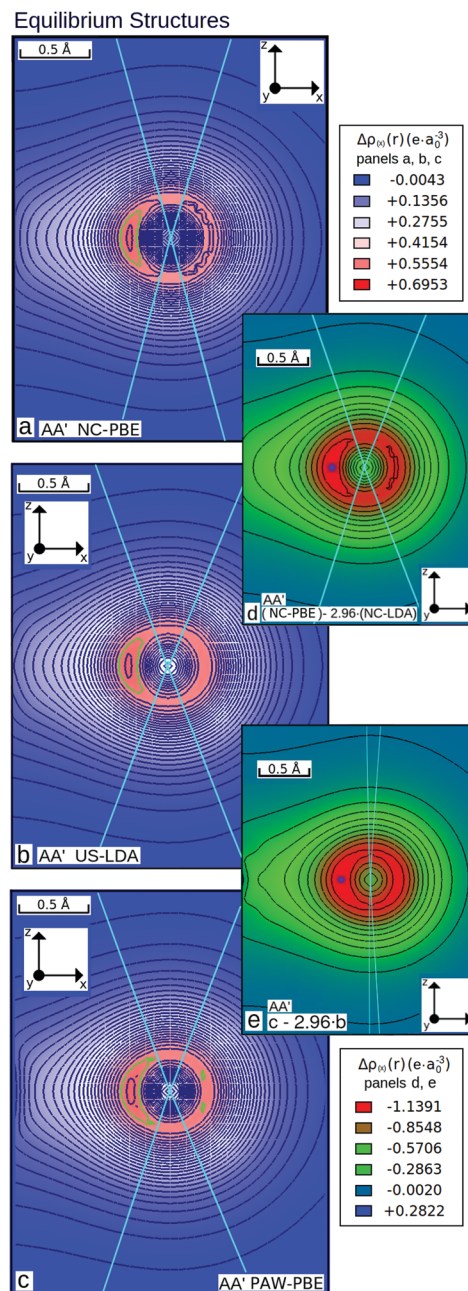 Equilibrium Structures
0.5 Å
z
x
y
a AA' NC-PBE
Δρ(x)(r)(e·a₀⁻³)
panels a, b, c
-0.0043
+0.1356
+0.2755
+0.4154
+0.5554
+0.6953
0.5 Å
z
x
y
AA'
d (NC-PBE)- 2.96·(NC-LDA)
0.5 Å
z
x
y
b AA' US-LDA
0.5 Å
z
x
y
AA'
e c - 2.96·b
0.5 Å
z
x
y
c AA' PAW-PBE
Δρ(x)(r)(e·a₀⁻³)
panels d, e
-1.1391
-0.8548
-0.5706
-0.2863
-0.0020
+0.2822